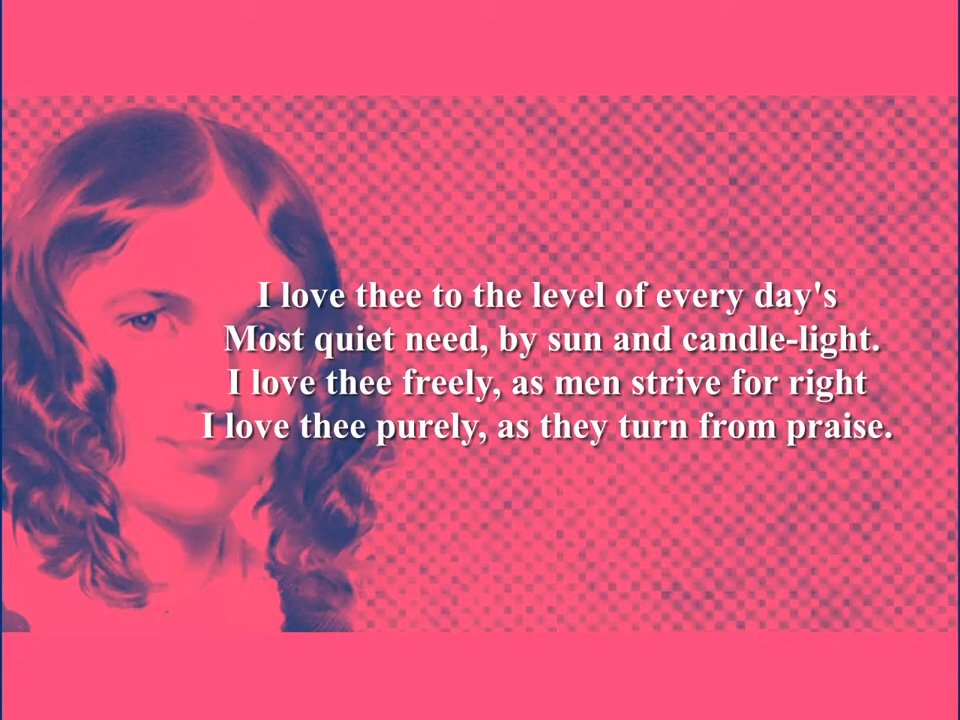 I love thee to the level of every day's
Most quiet need, by sun and candle-light.
I love thee freely, as men strive for right
I love thee purely, as they turn from praise.